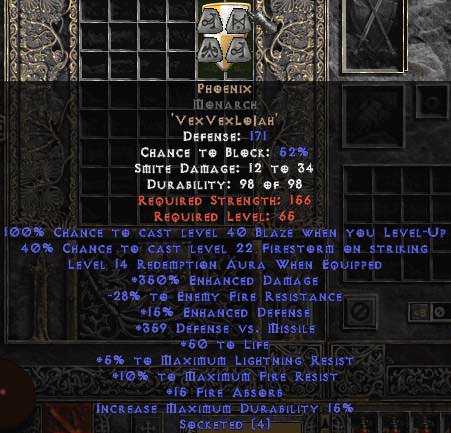 Phoenix
Monarch
'VexVexLoJah'
Defense: 171
Chance to Block: 52%
Smite Damage: 12 to 34
Durability: 98 of 98
Required Strength: 156
Required Level: 65
100% Chance to cast level 40 Blaze when you Level-Up
40% Chance to cast level 22 Firestorm on striking
Level 14 Redemption Aura When Equipped
+350% Enhanced Damage
-28% to Enemy Fire Resistance
+15% Enhanced Defense
+359 Defense vs. Missile
+50 to Life
+5% to Maximum Lightning Resist
+10% to Maximum Fire Resist
+15 Fire Absorb
Increase Maximum Durability 15%
Socketed (4)